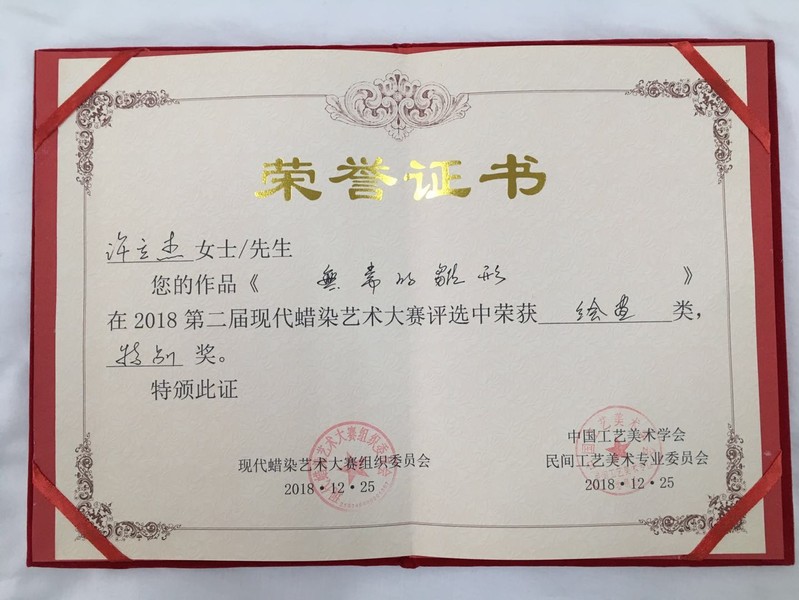 荣誉证书
许立杰 女士/先生
您的作品《 無常的雛形 》
在2018第二届现代蜡染艺术大赛评选中荣获 绘画 类，
特别 奖。
特颁此证
现代蜡染艺术大赛组织委员会
2018·12·25
中国工艺美术学会
民间工艺美术专业委员会
2018·12·25